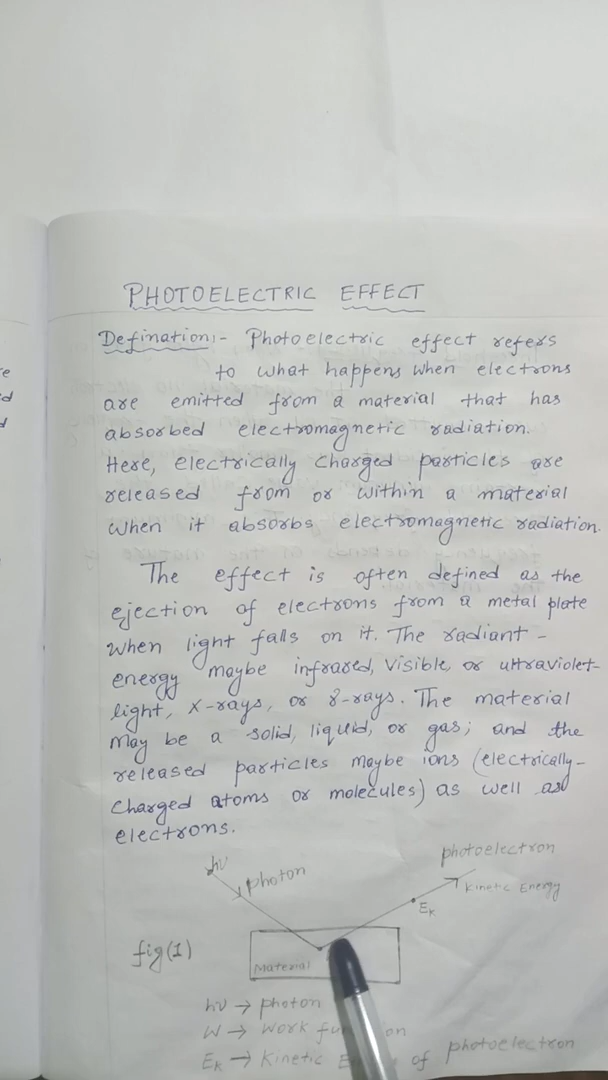 PHOTOELECTRIC EFFECT
Defination:- Photoelectric effect refers
to what happens when electrons
are emitted from a material that has
absorbed electromagnetic radiation.
Here, electrically charged particles are
released from or within a material
when it absorbs electromagnetic radiation.
The effect is often defined as the
ejection of electrons from a metal plate
when light falls on it. The radiant-
energy maybe infrared, visible, or ultraviolet-
light, x-rays, or γ-rays. The material
may be a solid, liquid, or gas; and the
released particles maybe ions (electrically-
charged atoms or molecules) as well as
electrons.
hν photon
photoelectron
Kinetic Energy
Ek
fig(1)
Material
hν → photon
W → Work
Ek → Kinetic of photoelectron